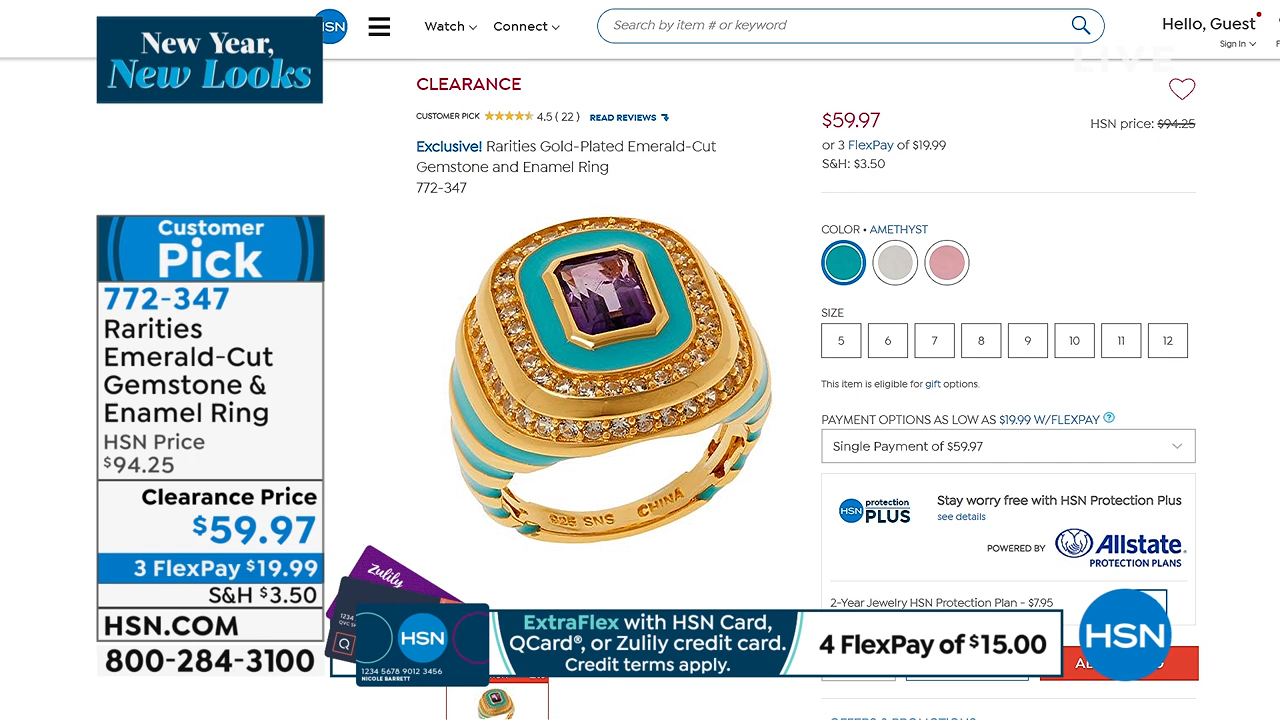 New Year,
New Looks
HSN
Watch
Connect
Search by item # or keyword
Hello, Guest
Sign In
LIVE
CLEARANCE
CUSTOMER PICK 4.5 ( 22 ) READ REVIEWS
Exclusive! Rarities Gold-Plated Emerald-Cut
Gemstone and Enamel Ring
772-347
$59.97
HSN price: $94.25
or 3 FlexPay of $19.99
S&H: $3.50
COLOR • AMETHYST
SIZE
5 6 7 8 9 10 11 12
This item is eligible for gift options.
PAYMENT OPTIONS AS LOW AS $19.99 W/FLEXPAY ?
Single Payment of $59.97
HSN protection PLUS
Stay worry free with HSN Protection Plus
see details
POWERED BY Allstate
PROTECTION PLANS
2-Year Jewelry HSN Protection Plan - $7.95
Customer
Pick
772-347
Rarities
Emerald-Cut
Gemstone &
Enamel Ring
HSN Price
$94.25
Clearance Price
$59.97
3 FlexPay $19.99
S&H $3.50
HSN.COM
800-284-3100
925 SNS CHINA
Zulily
1234
Q
HSN
1234 5678 9012 3456
NICOLE BARRETT
ExtraFlex with HSN Card,
QCard®, or Zulily credit card.
Credit terms apply.
4 FlexPay of $15.00
HSN